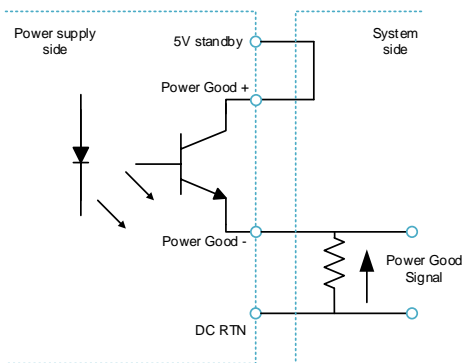 Power supply
side
5V standby
System
side
Power Good +
Power Good -
Power Good
Signal
DC RTN